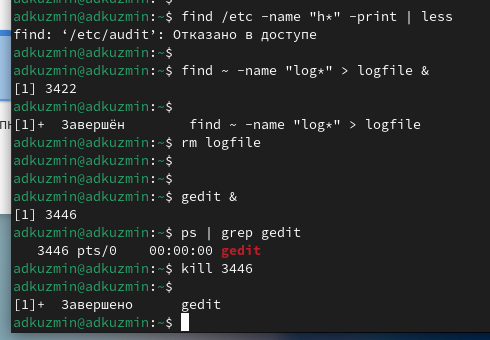 adkuzmin@adkuzmin:~$ find /etc -name "h*" -print | less
find: ‘/etc/audit’: Отказано в доступе
adkuzmin@adkuzmin:~$
adkuzmin@adkuzmin:~$ find ~ -name "log*" > logfile &
[1] 3422
adkuzmin@adkuzmin:~$
[1]+  Завершён        find ~ -name "log*" > logfile
adkuzmin@adkuzmin:~$ rm logfile
adkuzmin@adkuzmin:~$
adkuzmin@adkuzmin:~$
adkuzmin@adkuzmin:~$ gedit &
[1] 3446
adkuzmin@adkuzmin:~$ ps | grep gedit
   3446 pts/0    00:00:00 gedit
adkuzmin@adkuzmin:~$ kill 3446
adkuzmin@adkuzmin:~$
[1]+  Завершено      gedit
adkuzmin@adkuzmin:~$